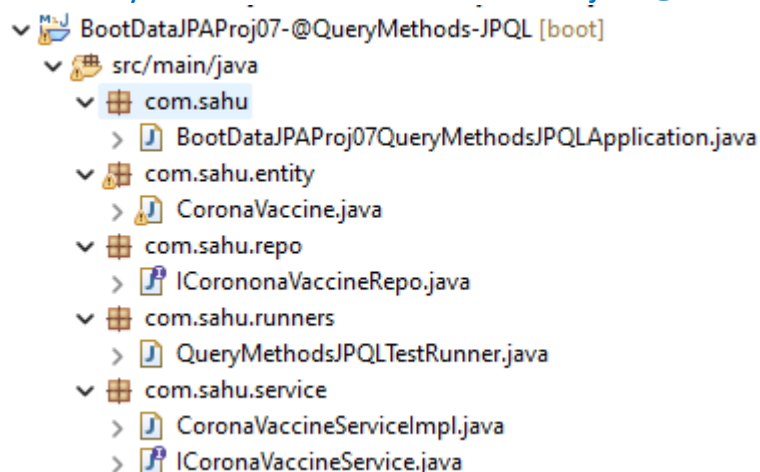 BootDataJPAProj07-@QueryMethods-JPQL [boot]
src/main/java
com.sahu
BootDataJPAProj07QueryMethodsJPQLApplication.java
com.sahu.entity
CoronaVaccine.java
com.sahu.repo
ICorononaVaccineRepo.java
com.sahu.runners
QueryMethodsJPQLTestRunner.java
com.sahu.service
CoronaVaccineServiceImpl.java
ICoronaVaccineService.java